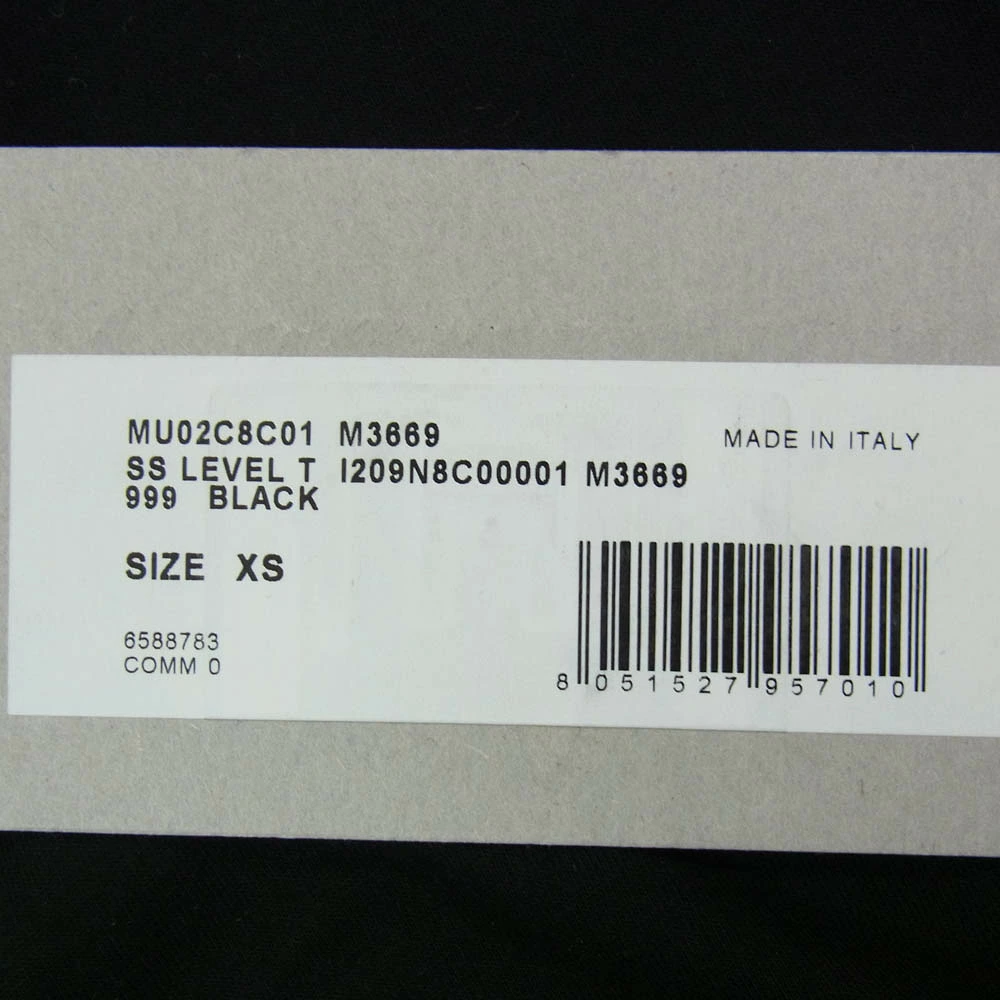 MU02C8C01 M3669
MADE IN ITALY
SS LEVEL T I209N8C00001 M3669
999 BLACK
SIZE XS
6588783
COMM 0
8 051527 957010